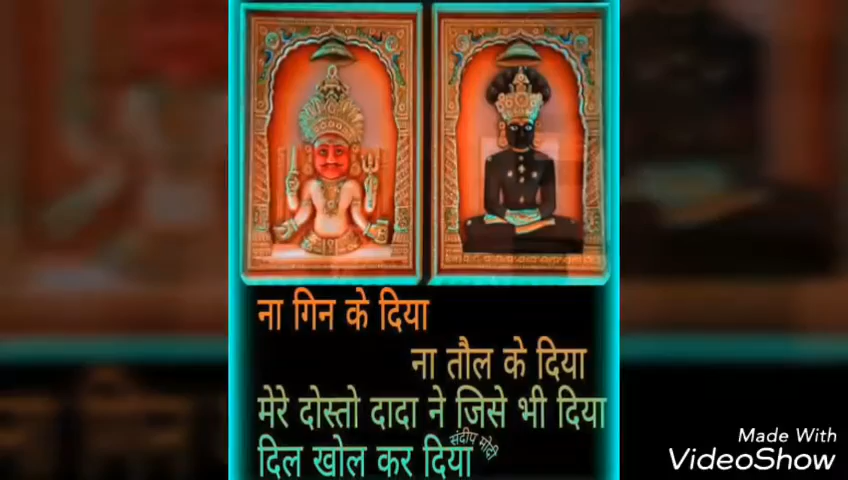 ना गिन के दिया
ना तौल के दिया
मेरे दोस्तो दादा ने जिसे भी दिया
दिल खोल कर दिया
संदीप मोदी
Made With
VideoShow